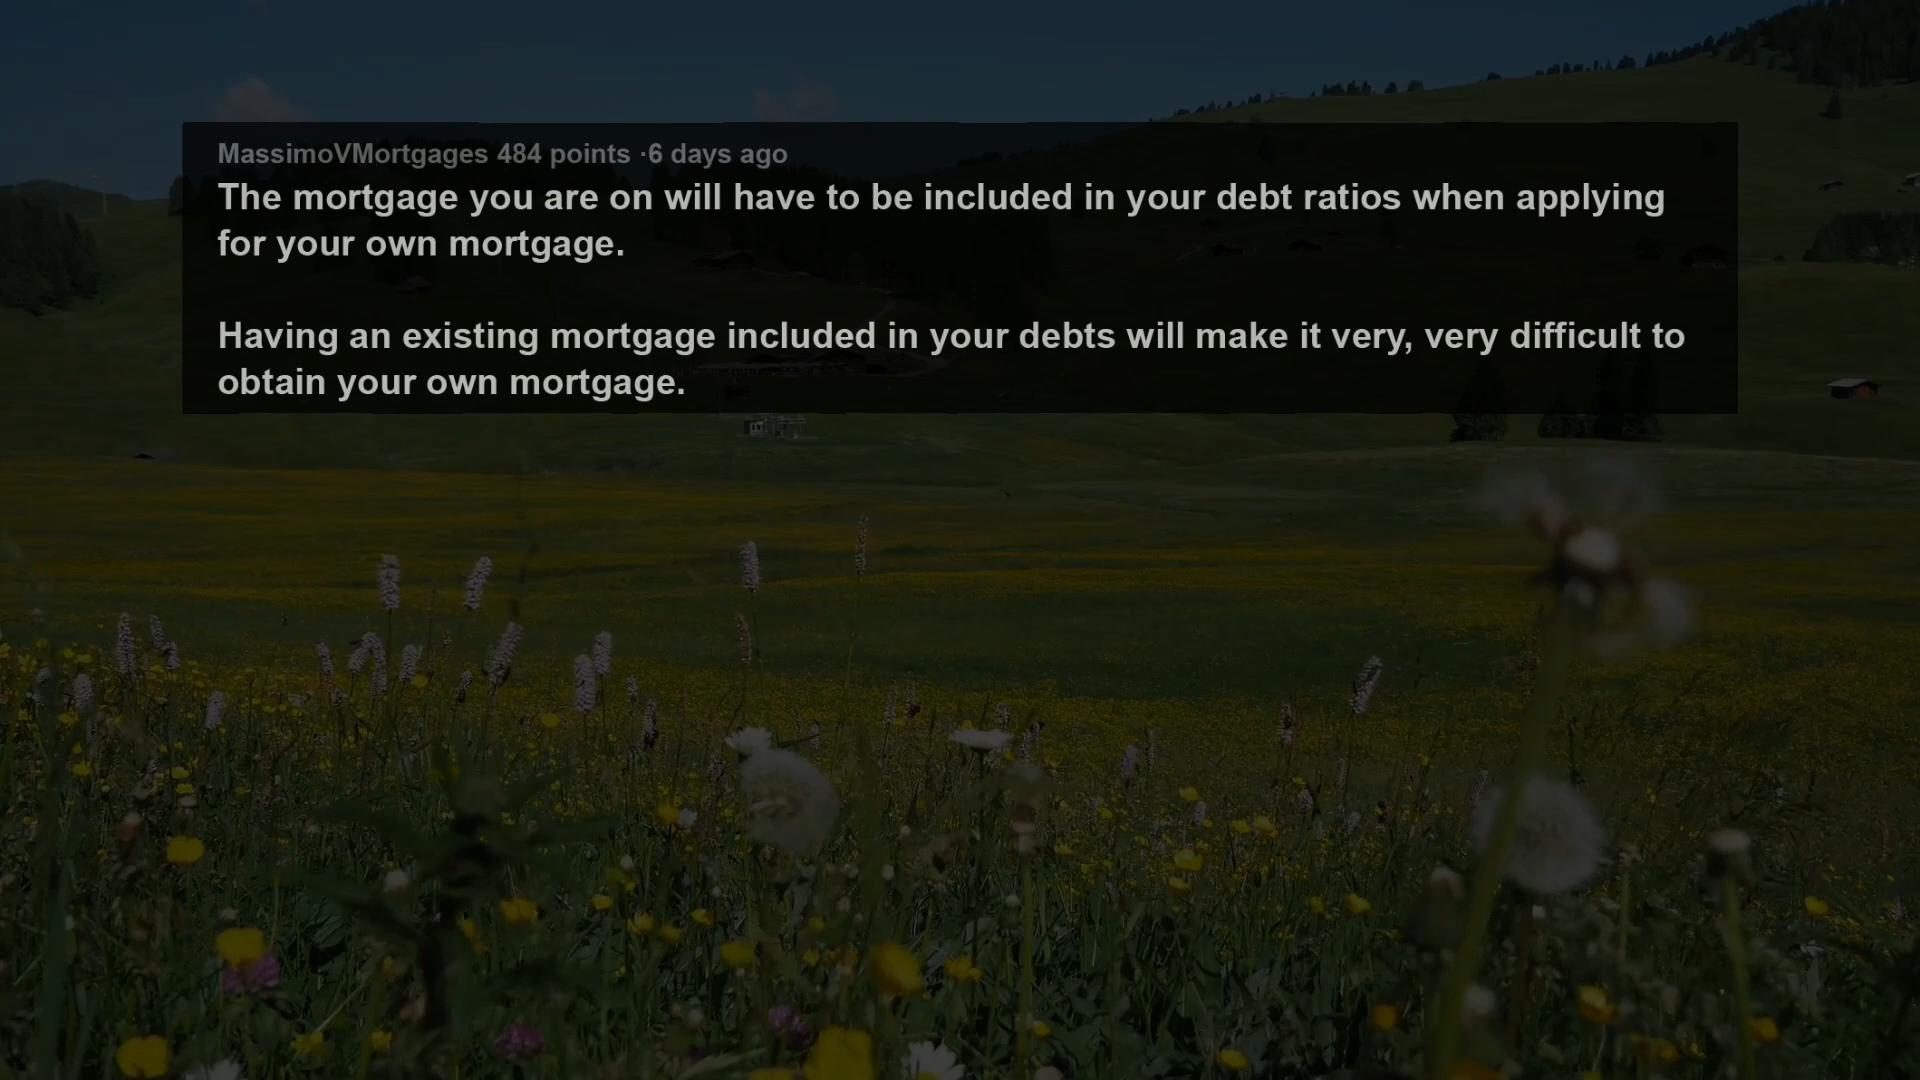 MassimoVMortgages 484 points ·6 days ago
The mortgage you are on will have to be included in your debt ratios when applying
for your own mortgage.
Having an existing mortgage included in your debts will make it very, very difficult to
obtain your own mortgage.